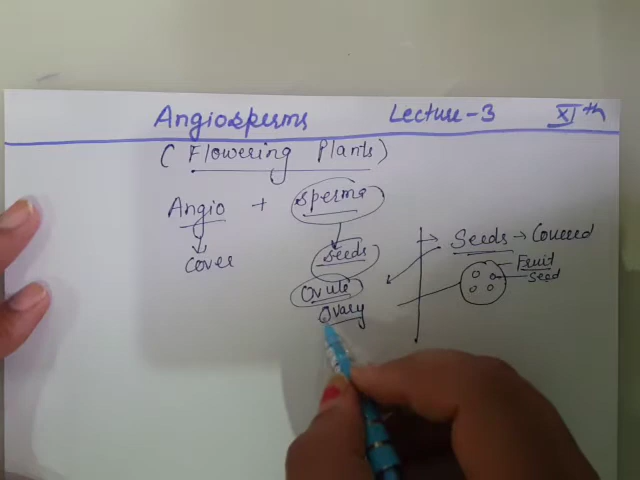 Angiosperms Lecture-3 XIth
( Flowering Plants)
Angio + sperma
↓ cover
↓ seeds
Ovule
Ovary
→ Seeds → Covered
Fruit
seed